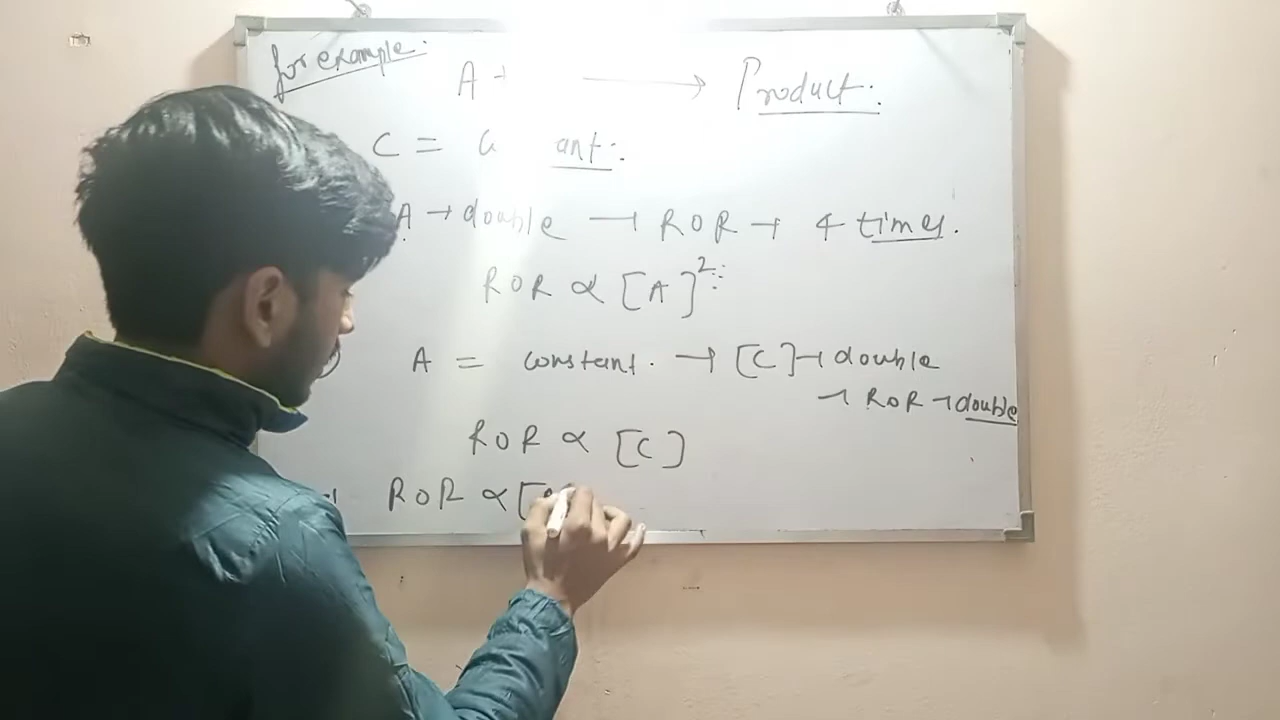 for example:
A + → Product:
C = ant:
A → double → ROR → 4 times.
ROR ∝ [A]²
A = constant. → [C] → double
→ ROR → double
ROR ∝ [C]
ROR ∝ [